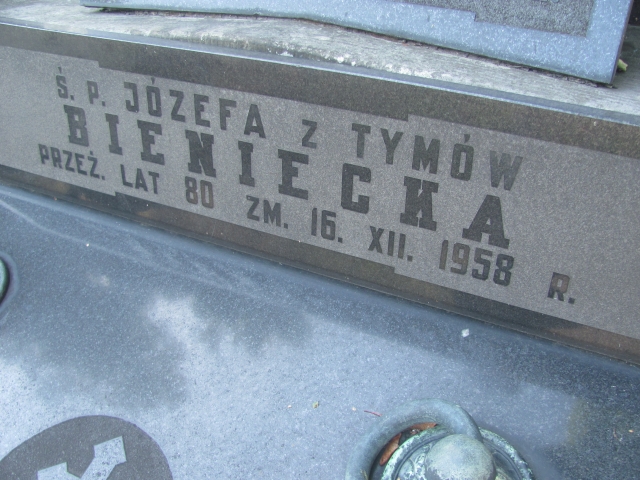 Ś. P. JÓZEFA Z TYMÓW
BIENIECKA
PRZEŻ. LAT 80 ZM. 16. XII. 1958 R.